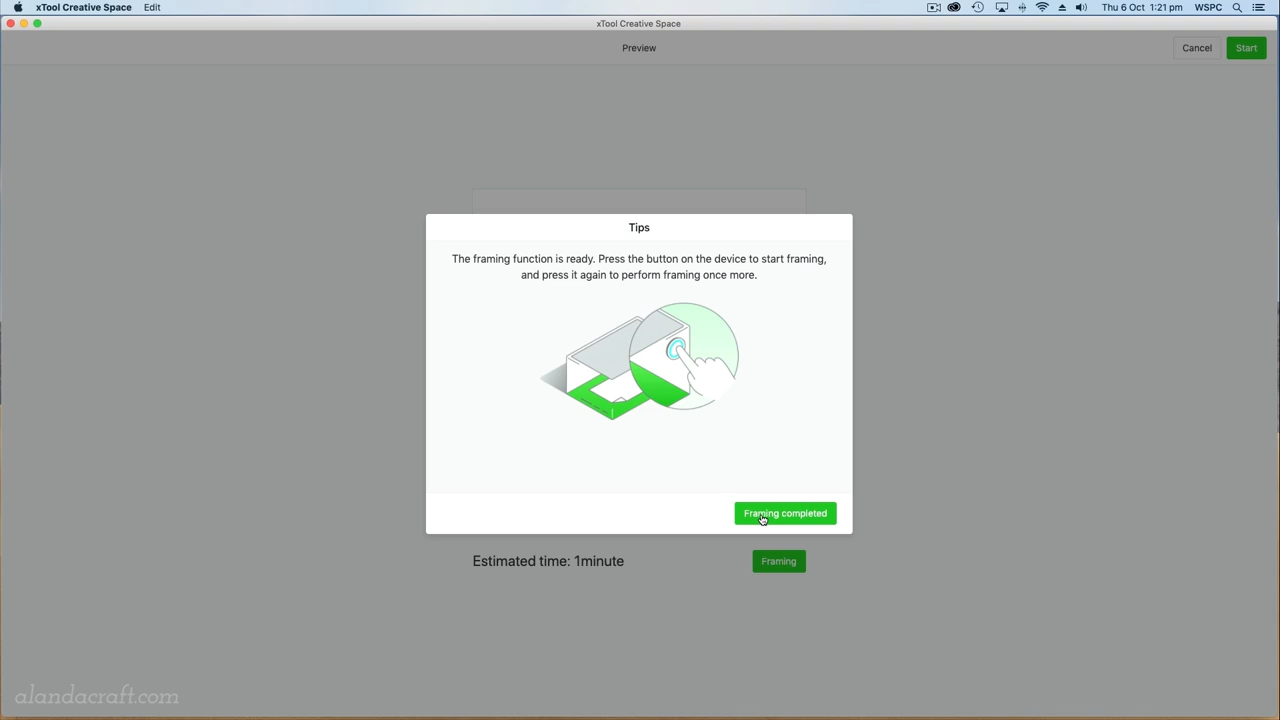 xTool Creative Space Edit Thu 6 Oct 1:21 pm WSPC
xTool Creative Space
Preview Cancel Start
Tips
The framing function is ready. Press the button on the device to start framing,
and press it again to perform framing once more.
Framing completed
Estimated time: 1minute Framing
alandacraft.com